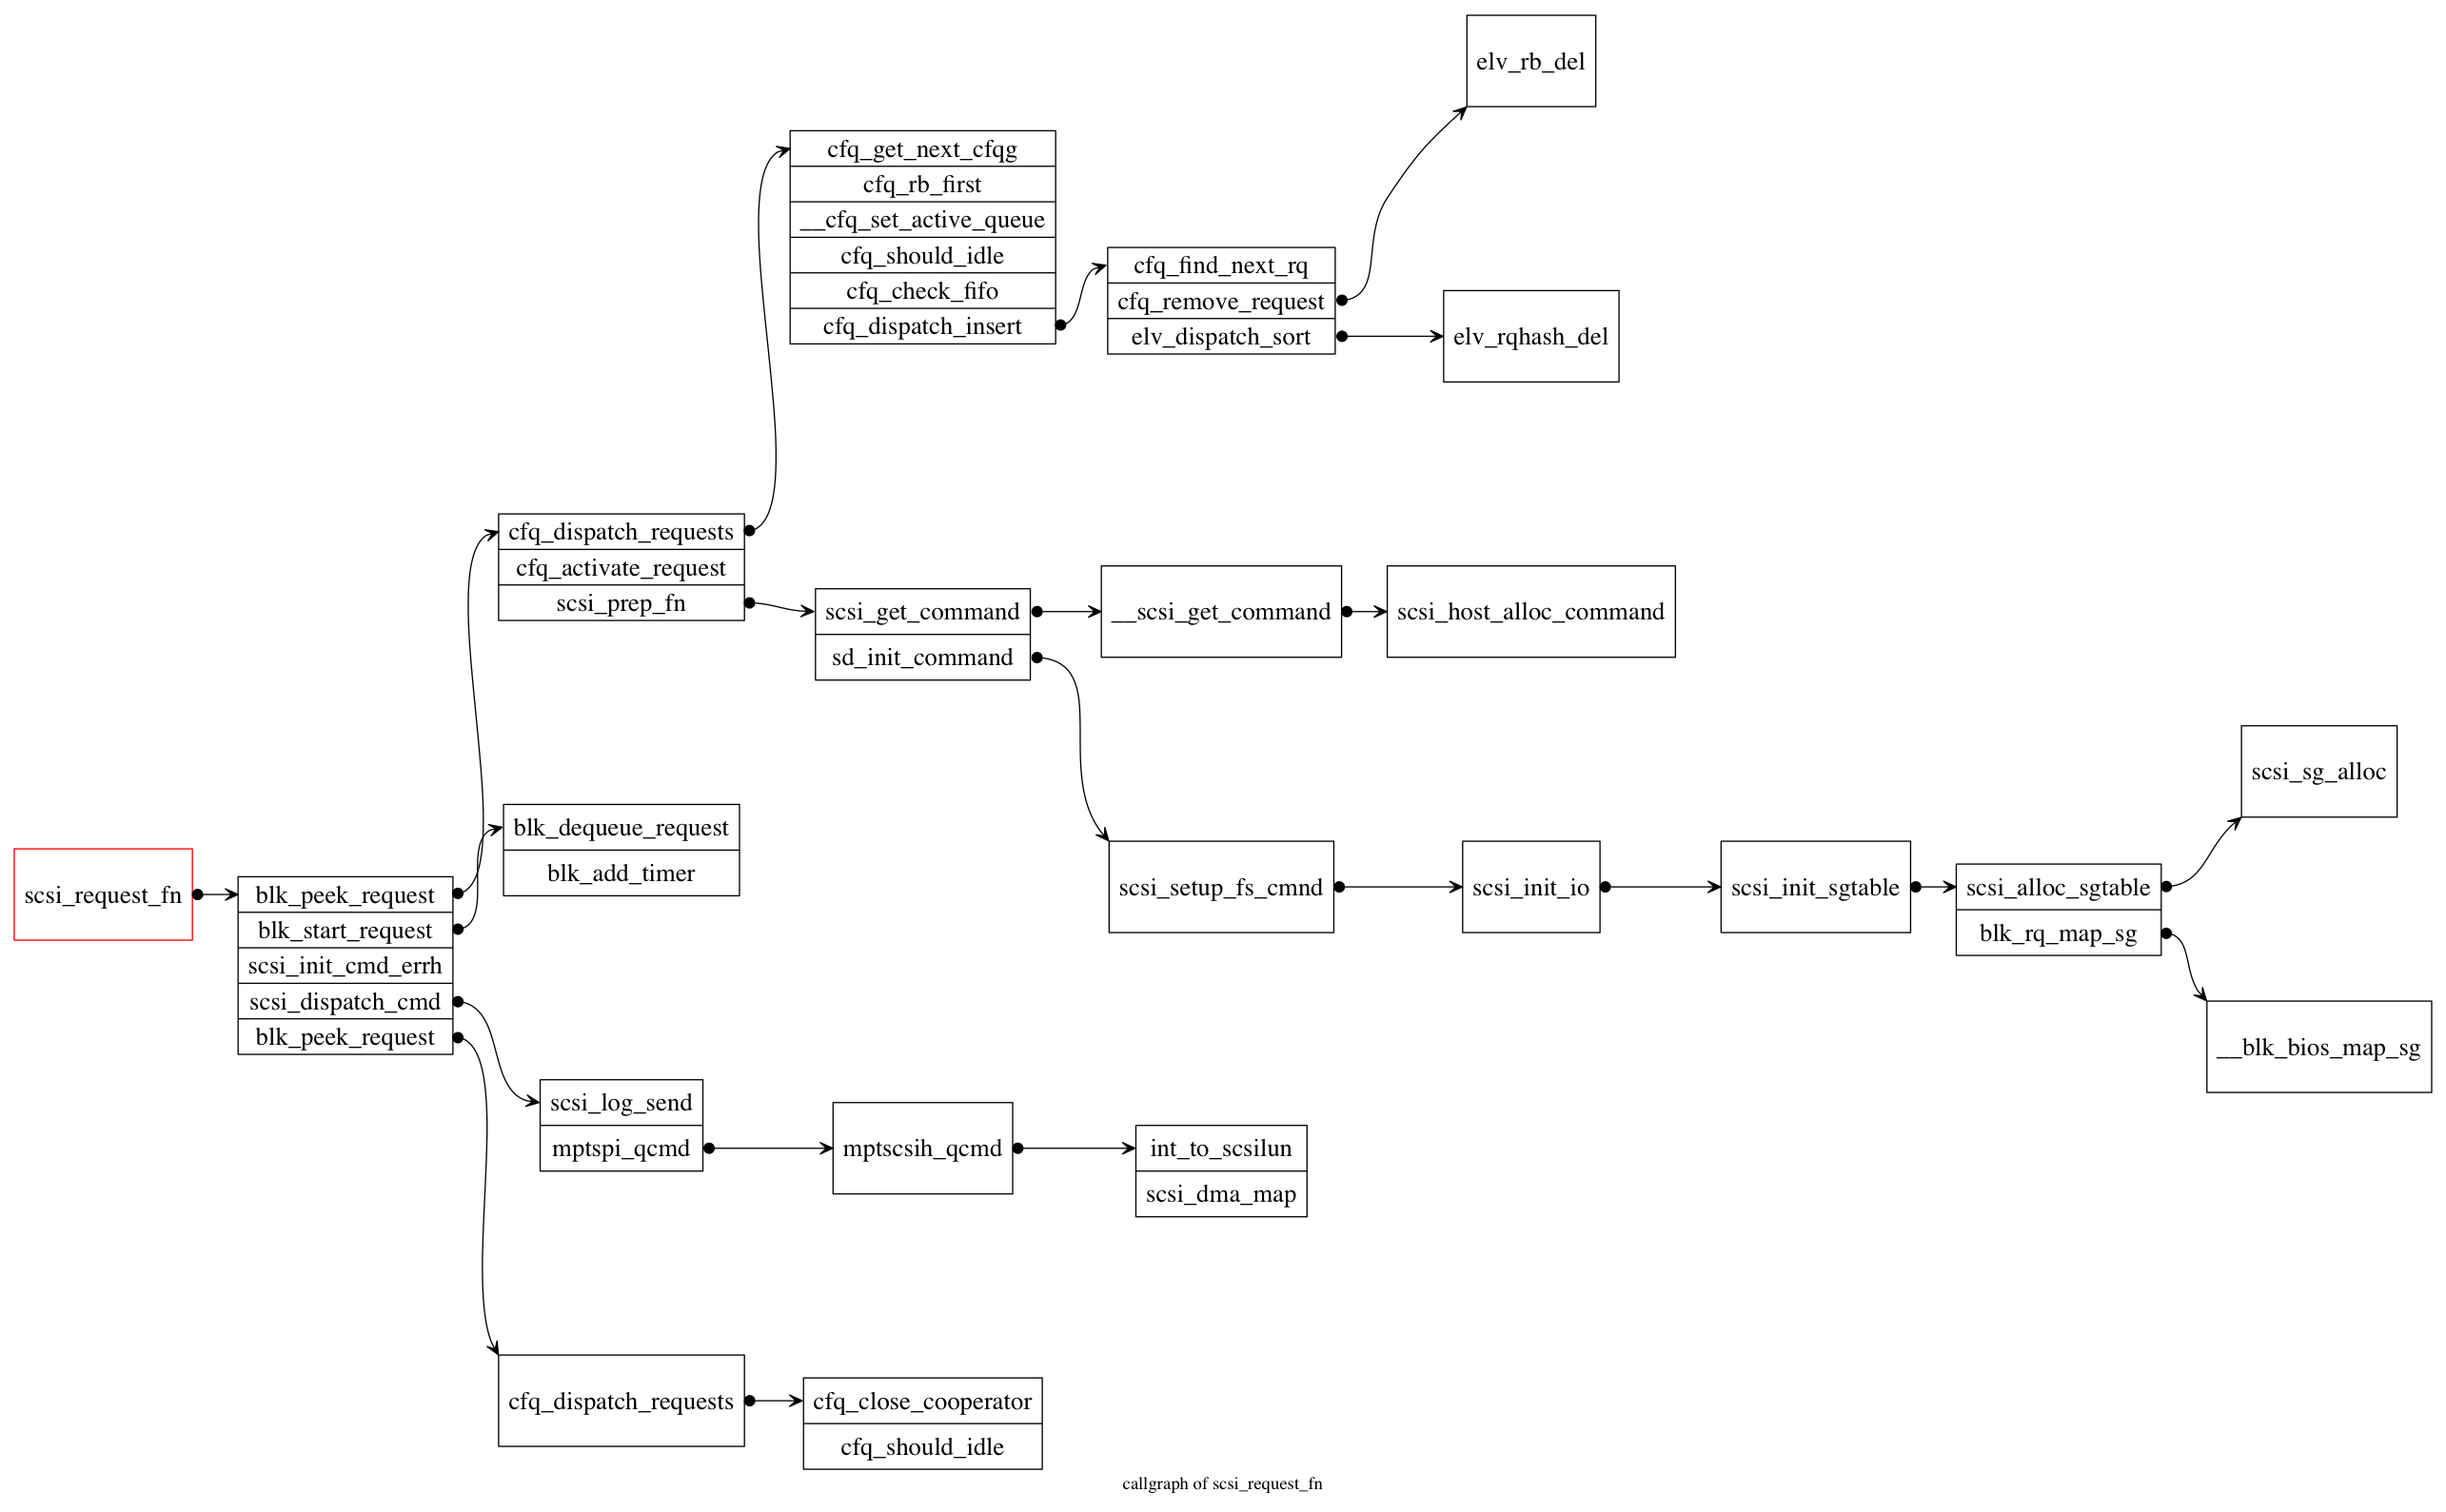 elv_rb_del
cfq_get_next_cfqg
cfq_rb_first
__cfq_set_active_queue
cfq_should_idle
cfq_check_fifo
cfq_dispatch_insert
cfq_find_next_rq
cfq_remove_request
elv_dispatch_sort
elv_rqhash_del
cfq_dispatch_requests
cfq_activate_request
scsi_prep_fn
scsi_get_command
sd_init_command
__scsi_get_command
scsi_host_alloc_command
scsi_request_fn
blk_peek_request
blk_start_request
scsi_init_cmd_errh
scsi_dispatch_cmd
blk_peek_request
blk_dequeue_request
blk_add_timer
scsi_setup_fs_cmnd
scsi_init_io
scsi_init_sgtable
scsi_alloc_sgtable
blk_rq_map_sg
scsi_sg_alloc
__blk_bios_map_sg
scsi_log_send
mptspi_qcmd
mptscsih_qcmd
int_to_scsilun
scsi_dma_map
cfq_dispatch_requests
cfq_close_cooperator
cfq_should_idle
callgraph of scsi_request_fn